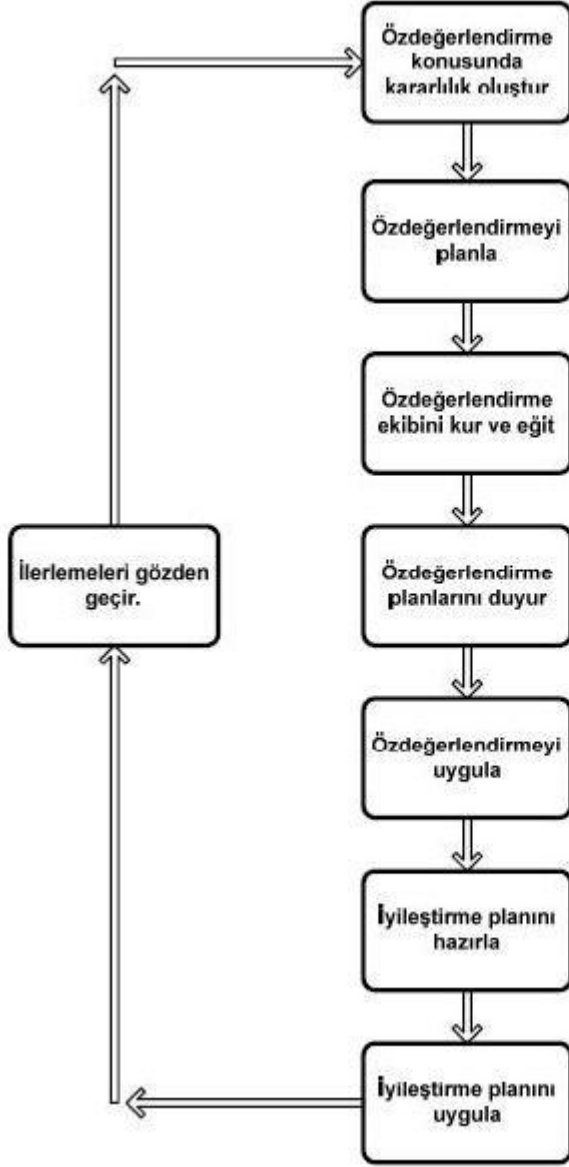 Özdeğerlendirme
konusunda
kararlılık oluştur
Özdeğerlendirmeyi
planla
Özdeğerlendirme
ekibini kur ve eğit
Özdeğerlendirme
planlarını duyur
Özdeğerlendirmeyi
uygula
İyileştirme planını
hazırla
İyileştirme planını
uygula
İlerlemeleri gözden
geçir.